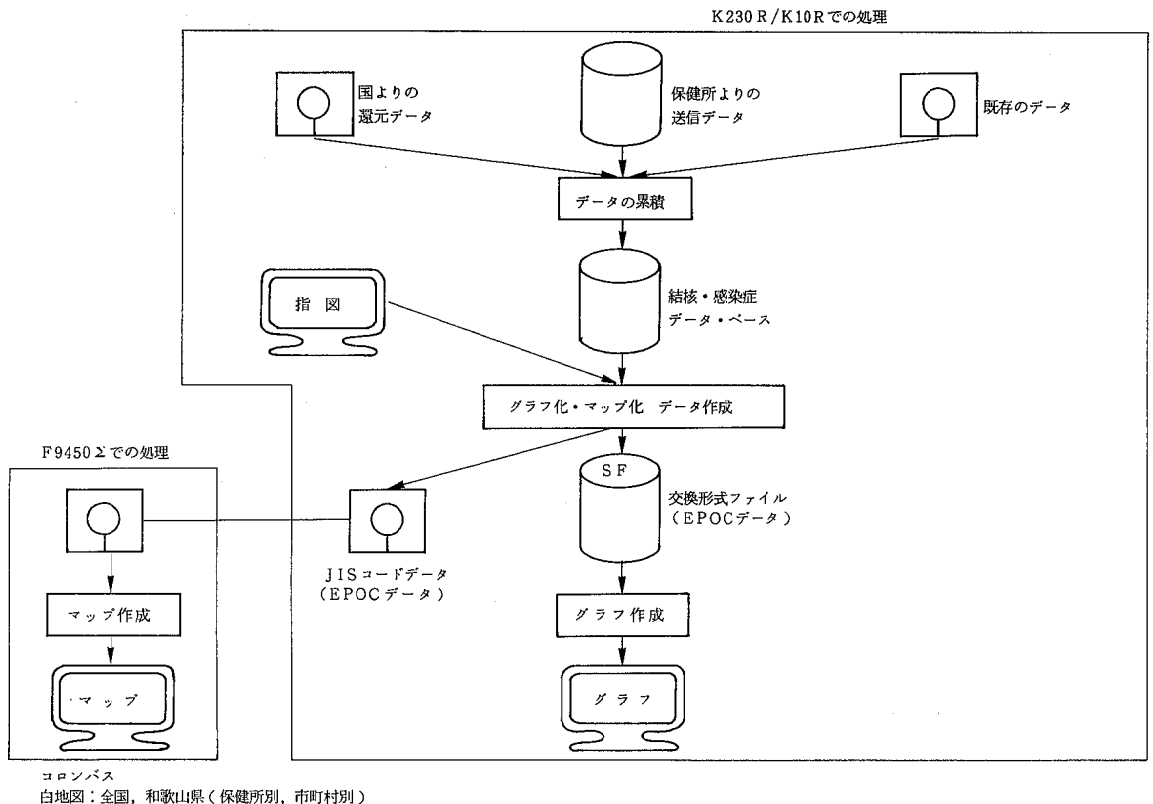 K230R/K10Rでの処理
国よりの
還元データ
保健所よりの
送信データ
既存のデータ
データの累積
指図
結核・感染症
データ・ベース
グラフ化・マップ化 データ作成
F9450Σでの処理
SF
交換形式ファイル
(EPOCデータ)
JISコードデータ
(EPOCデータ)
マップ作成
グラフ作成
マップ
グラフ
コロンバス
白地図:全国,和歌山県(保健所別,市町村別)